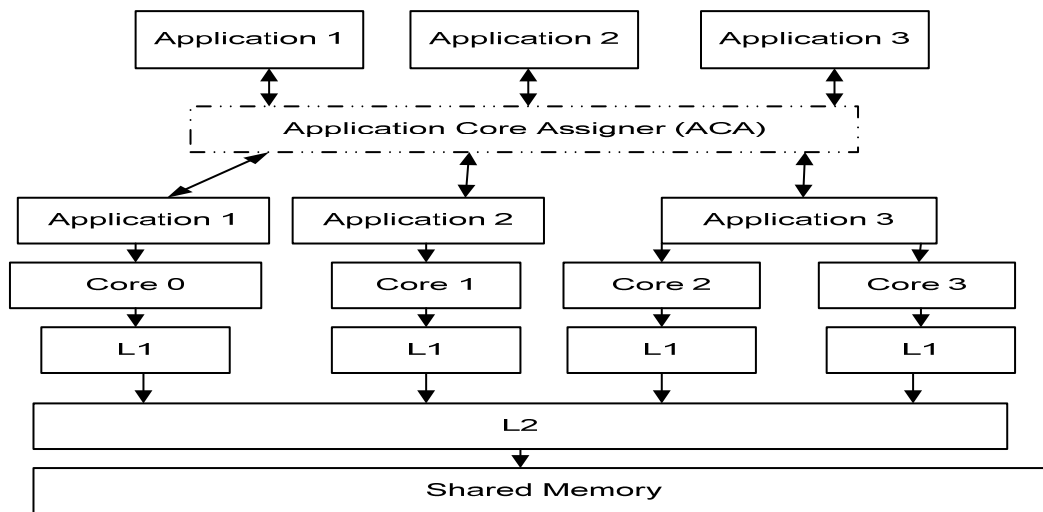 Application 1
Application 2
Application 3
Application Core Assigner (ACA)
Application 1
Application 2
Application 3
Core 0
Core 1
Core 2
Core 3
L1
L1
L1
L1
L2
Shared Memory